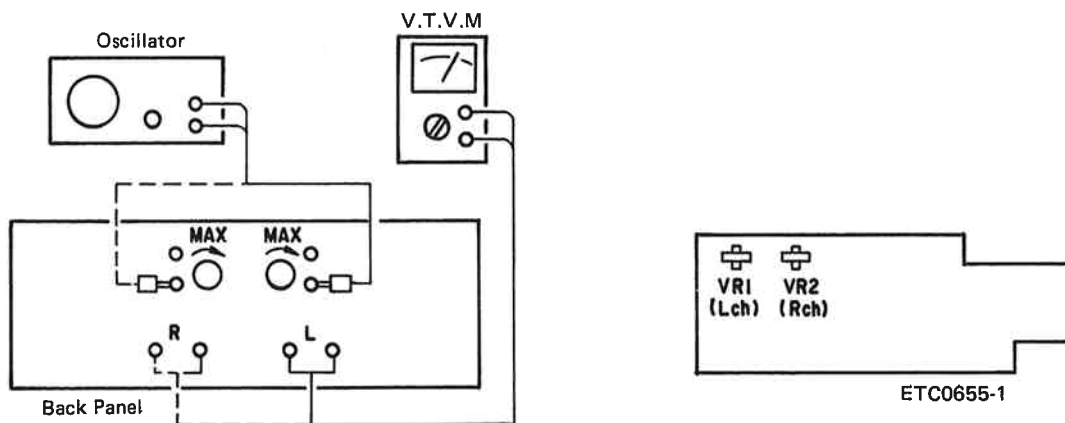 V.T.V.M
Oscillator
MAX MAX
R L
Back Panel
VR1 VR2
(Lch) (Rch)
ETC0655-1